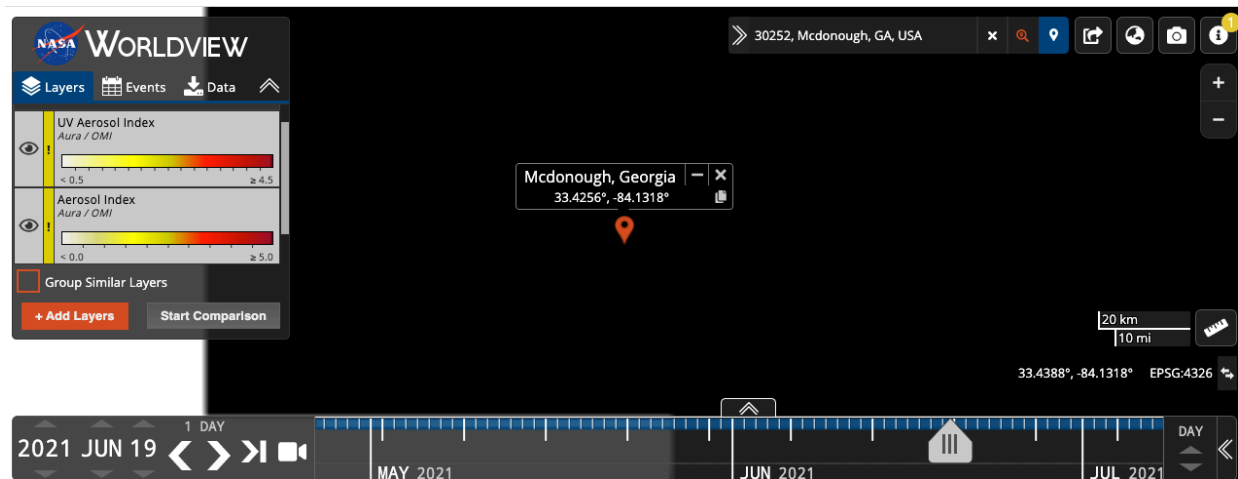 NASA WORLDVIEW
30252, Mcdonough, GA, USA
1
Layers Events Data
UV Aerosol Index
Aura / OMI
< 0.5 ≥ 4.5
Aerosol Index
Aura / OMI
< 0.0 ≥ 5.0
Group Similar Layers
+ Add Layers Start Comparison
Mcdonough, Georgia
33.4256°, -84.1318°
20 km
10 mi
33.4388°, -84.1318° EPSG:4326
1 DAY
2021 JUN 19
MAY 2021 JUN 2021 JUL 2021
DAY